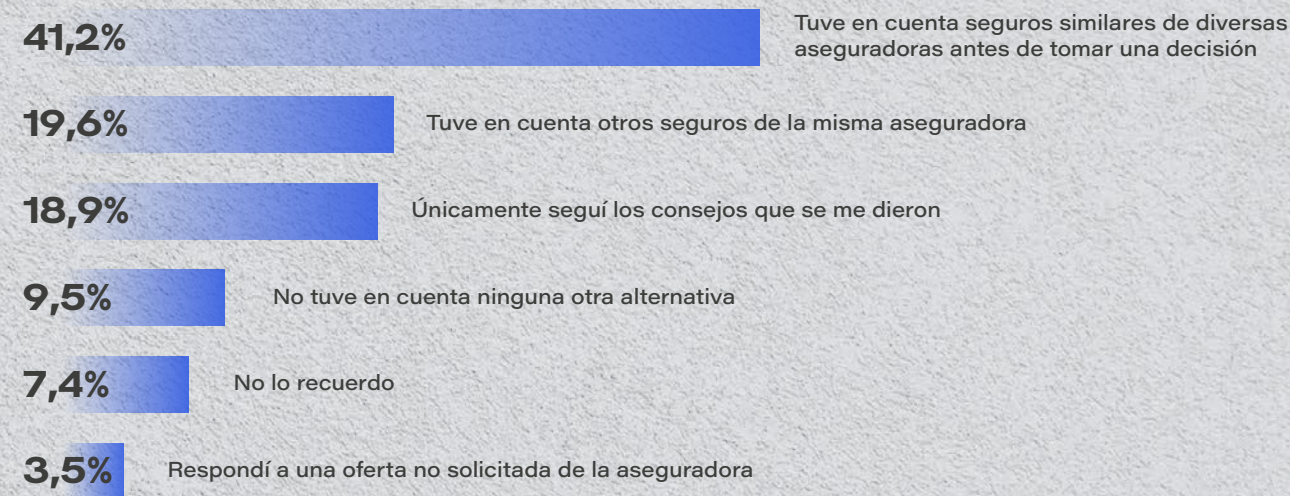 41,2%
Tuve en cuenta seguros similares de diversas
aseguradoras antes de tomar una decisión
19,6%
Tuve en cuenta otros seguros de la misma aseguradora
18,9%
Únicamente seguí los consejos que se me dieron
9,5%
No tuve en cuenta ninguna otra alternativa
7,4%
No lo recuerdo
3,5%
Respondí a una oferta no solicitada de la aseguradora